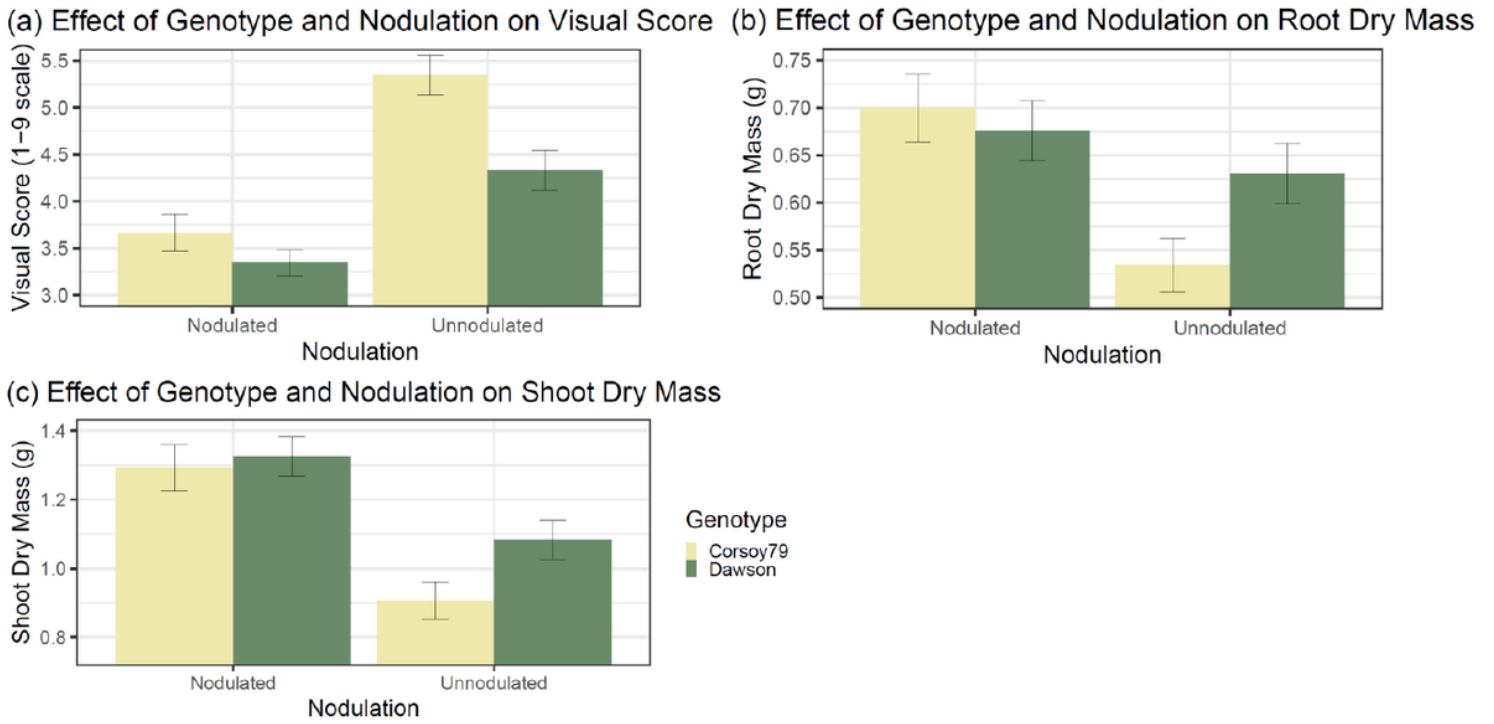 (a) Effect of Genotype and Nodulation on Visual Score
Visual Score (1−9 scale)
5.5
5.0
4.5
4.0
3.5
3.0
Nodulated
Unnodulated
Nodulation
(b) Effect of Genotype and Nodulation on Root Dry Mass
Root Dry Mass (g)
0.75
0.70
0.65
0.60
0.55
0.50
Nodulated
Unnodulated
Nodulation
(c) Effect of Genotype and Nodulation on Shoot Dry Mass
Shoot Dry Mass (g)
1.4
1.2
1.0
0.8
Nodulated
Unnodulated
Nodulation
Genotype
Corsoy79
Dawson